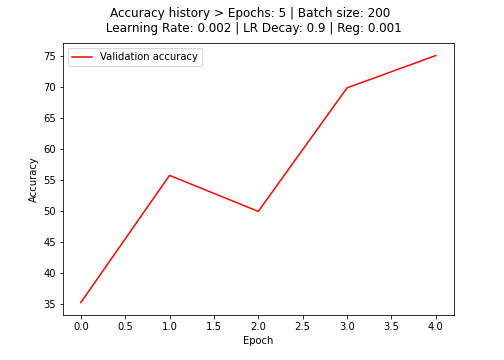 Accuracy history > Epochs: 5 | Batch size: 200
Learning Rate: 0.002 | LR Decay: 0.9 | Reg: 0.001
Validation accuracy
75
70
65
60
55
50
45
40
35
Accuracy
0.0 0.5 1.0 1.5 2.0 2.5 3.0 3.5 4.0
Epoch